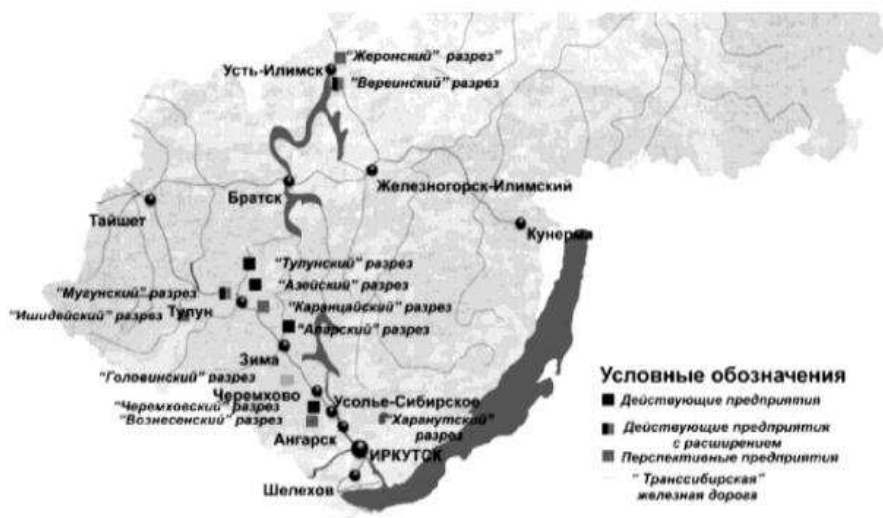 "Жеронский" разрез"
Усть-Илимск
"Вереинский" разрез
Железногорск-Илимский
Братск
Тайшет
Кунерма
"Тулунский" разрез
"Азейский" разрез
"Мугунский" разрез
"Каранцайский" разрез
"Ишидейский" разрез
Тулун
"Аларский" разрез
Зима
"Головинский" разрез
Черемхово
Усолье-Сибирское
"Черемховский" разрез
"Вознесенский" разрез
"Харанутский"
разрез
Ангарск
ИРКУТСК
Шелехов
Условные обозначения
Действующие предприятия
Действующие предприятия
с расширением
Перспективные предприятия
" Транссибирская"
железная дорога